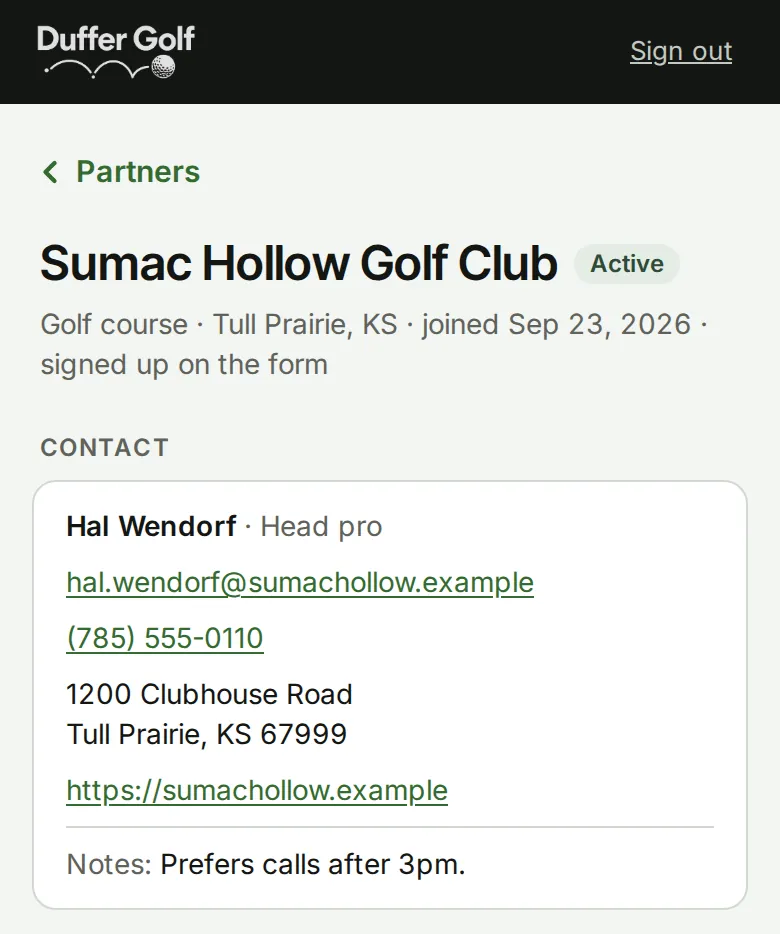 Duffer Golf
Sign out
Partners
Sumac Hollow Golf Club
Active
Golf course · Tull Prairie, KS · joined Sep 23, 2026 ·
signed up on the form
CONTACT
Hal Wendorf · Head pro
hal.wendorf@sumachollow.example
(785) 555-0110
1200 Clubhouse Road
Tull Prairie, KS 67999
https://sumachollow.example
Notes: Prefers calls after 3pm.